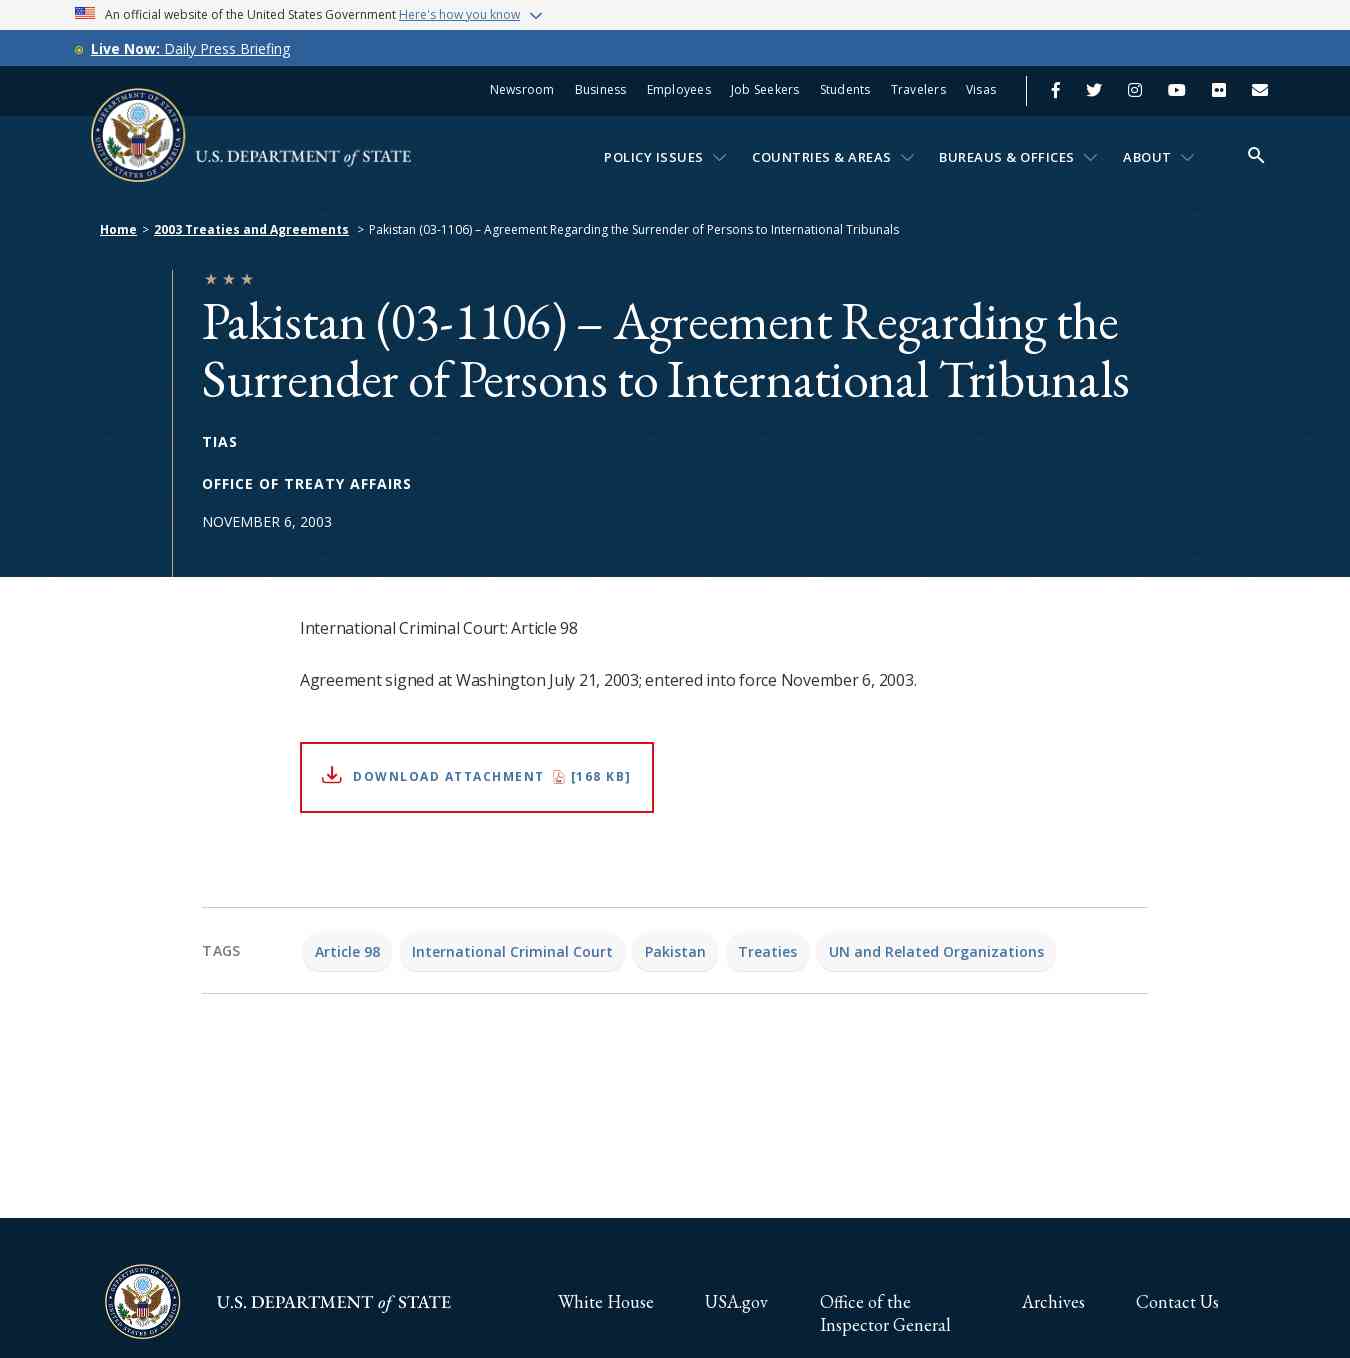 An official website of the United States Government Here's how you know
Live Now: Daily Press Briefing
Newsroom Business Employees Job Seekers Students Travelers Visas
U.S. DEPARTMENT of STATE
POLICY ISSUES COUNTRIES & AREAS BUREAUS & OFFICES ABOUT
Home > 2003 Treaties and Agreements > Pakistan (03-1106) – Agreement Regarding the Surrender of Persons to International Tribunals
Pakistan (03-1106) – Agreement Regarding the
Surrender of Persons to International Tribunals
TIAS
OFFICE OF TREATY AFFAIRS
NOVEMBER 6, 2003
International Criminal Court: Article 98
Agreement signed at Washington July 21, 2003; entered into force November 6, 2003.
DOWNLOAD ATTACHMENT [168 KB]
TAGS Article 98 International Criminal Court Pakistan Treaties UN and Related Organizations
U.S. DEPARTMENT of STATE
White House USA.gov Office of the Archives Contact Us
Inspector General